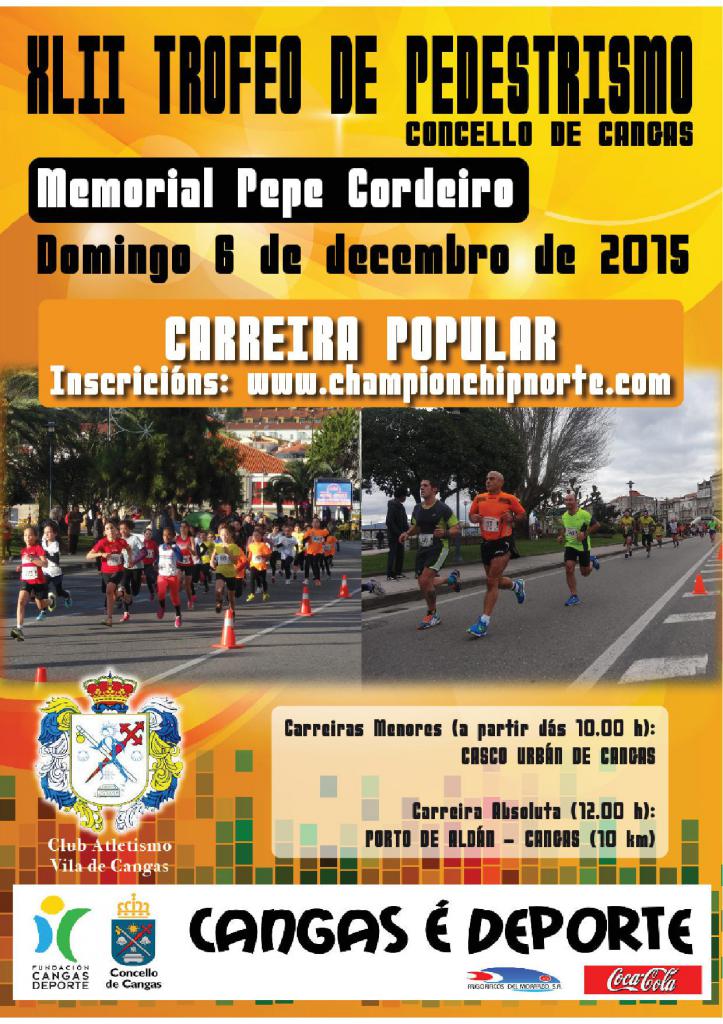 XLII TROFEO DE PEDESTRISMO
CONCELLO DE CANGAS
Memorial Pepe Cordeiro
Domingo 6 de decembro de 2015
CARREIRA POPULAR
Inscricións: www.championchipnorte.com
Carreiras Menores (a partir dás 10.00 h):
CASCO URBÁN DE CANGAS
Carreira Absoluta (12.00 h):
PORTO DE ALDÁN – CANGAS (10 km)
Club Atletismo
Vila de Cangas
CANGAS É DEPORTE
FUNDACIÓN
CANGAS
DEPORTE
Concello
de Cangas
FRIGORIFICOS DEL MORRAZO, S.A.
Coca-Cola